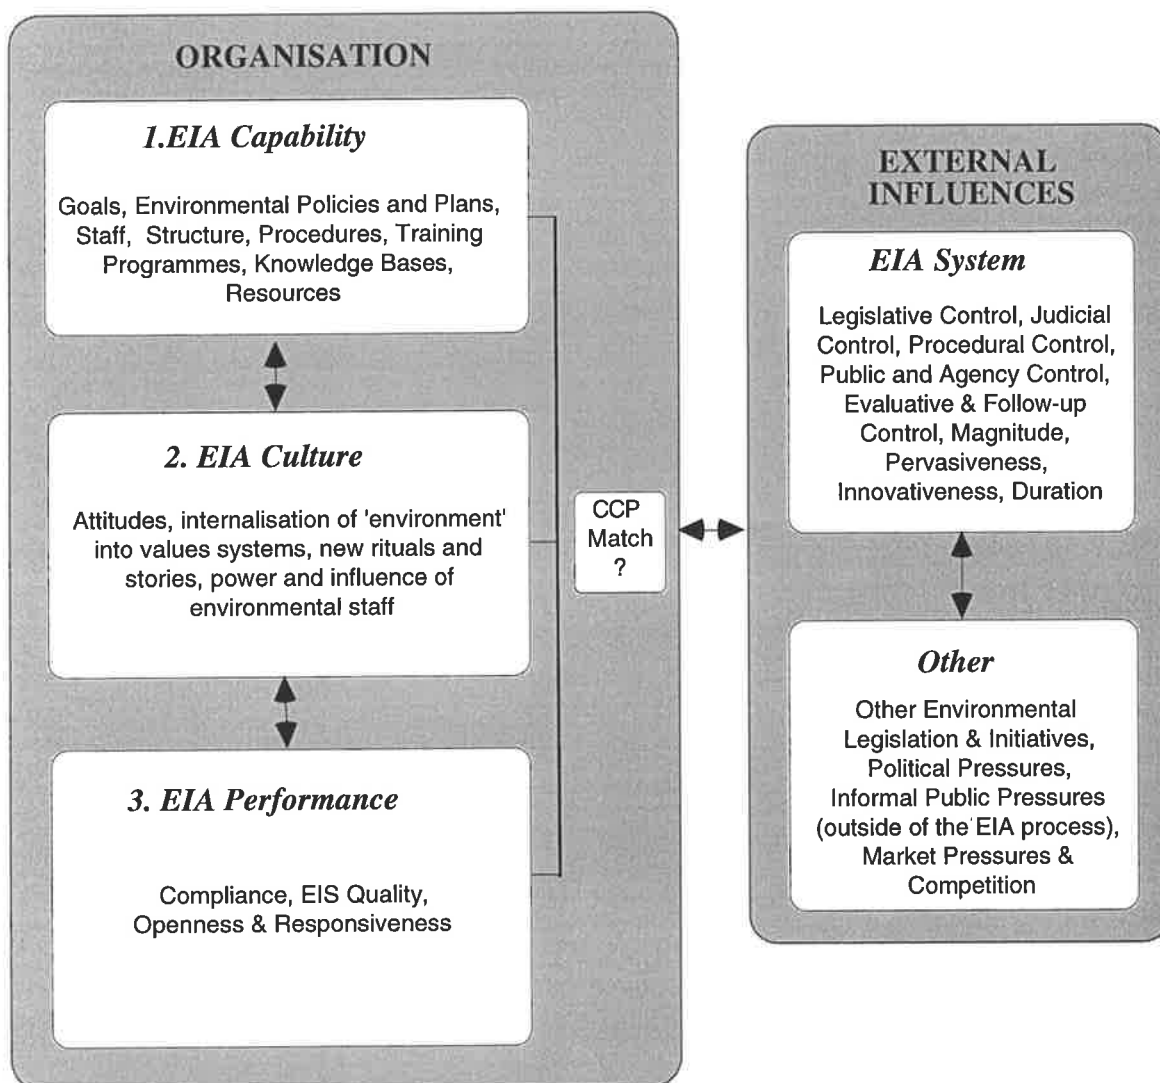 ORGANISATION
1.EIA Capability
Goals, Environmental Policies and Plans,
Staff, Structure, Procedures, Training
Programmes, Knowledge Bases,
Resources
2. EIA Culture
Attitudes, internalisation of 'environment'
into values systems, new rituals and
stories, power and influence of
environmental staff
3. EIA Performance
Compliance, EIS Quality,
Openness & Responsiveness
CCP
Match
?
EXTERNAL
INFLUENCES
EIA System
Legislative Control, Judicial
Control, Procedural Control,
Public and Agency Control,
Evaluative & Follow-up
Control, Magnitude,
Pervasiveness,
Innovativeness, Duration
Other
Other Environmental
Legislation & Initiatives,
Political Pressures,
Informal Public Pressures
(outside of the EIA process),
Market Pressures &
Competition